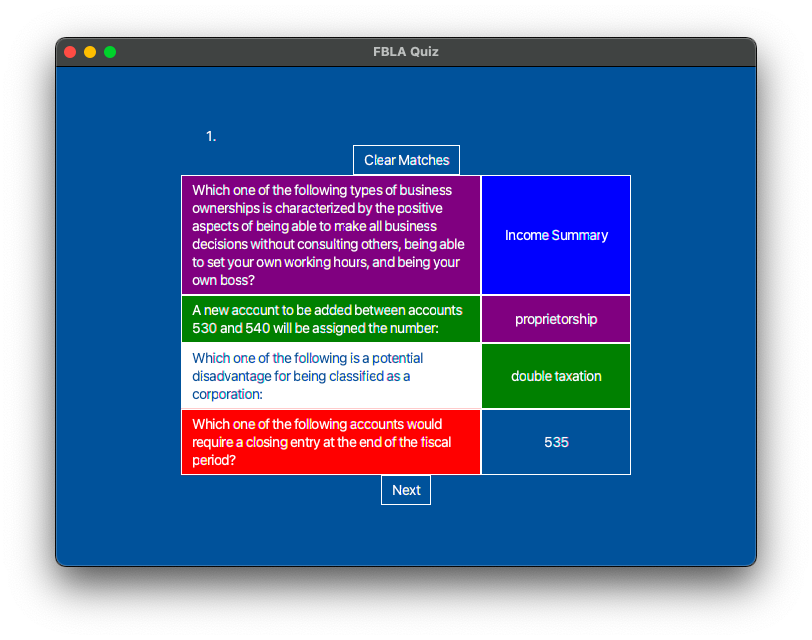 FBLA Quiz
1.
Clear Matches
Which one of the following types of business
ownerships is characterized by the positive
aspects of being able to make all business
decisions without consulting others, being able
to set your own working hours, and being your
own boss?
Income Summary
A new account to be added between accounts
530 and 540 will be assigned the number:
proprietorship
Which one of the following is a potential
disadvantage for being classified as a
corporation:
double taxation
Which one of the following accounts would
require a closing entry at the end of the fiscal
period?
535
Next